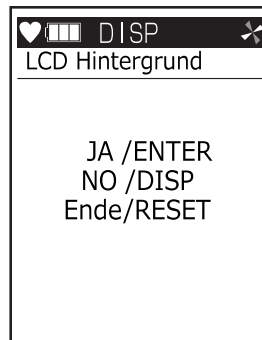 DISP
LCD Hintergrund
JA /ENTER
NO /DISP
Ende/RESET